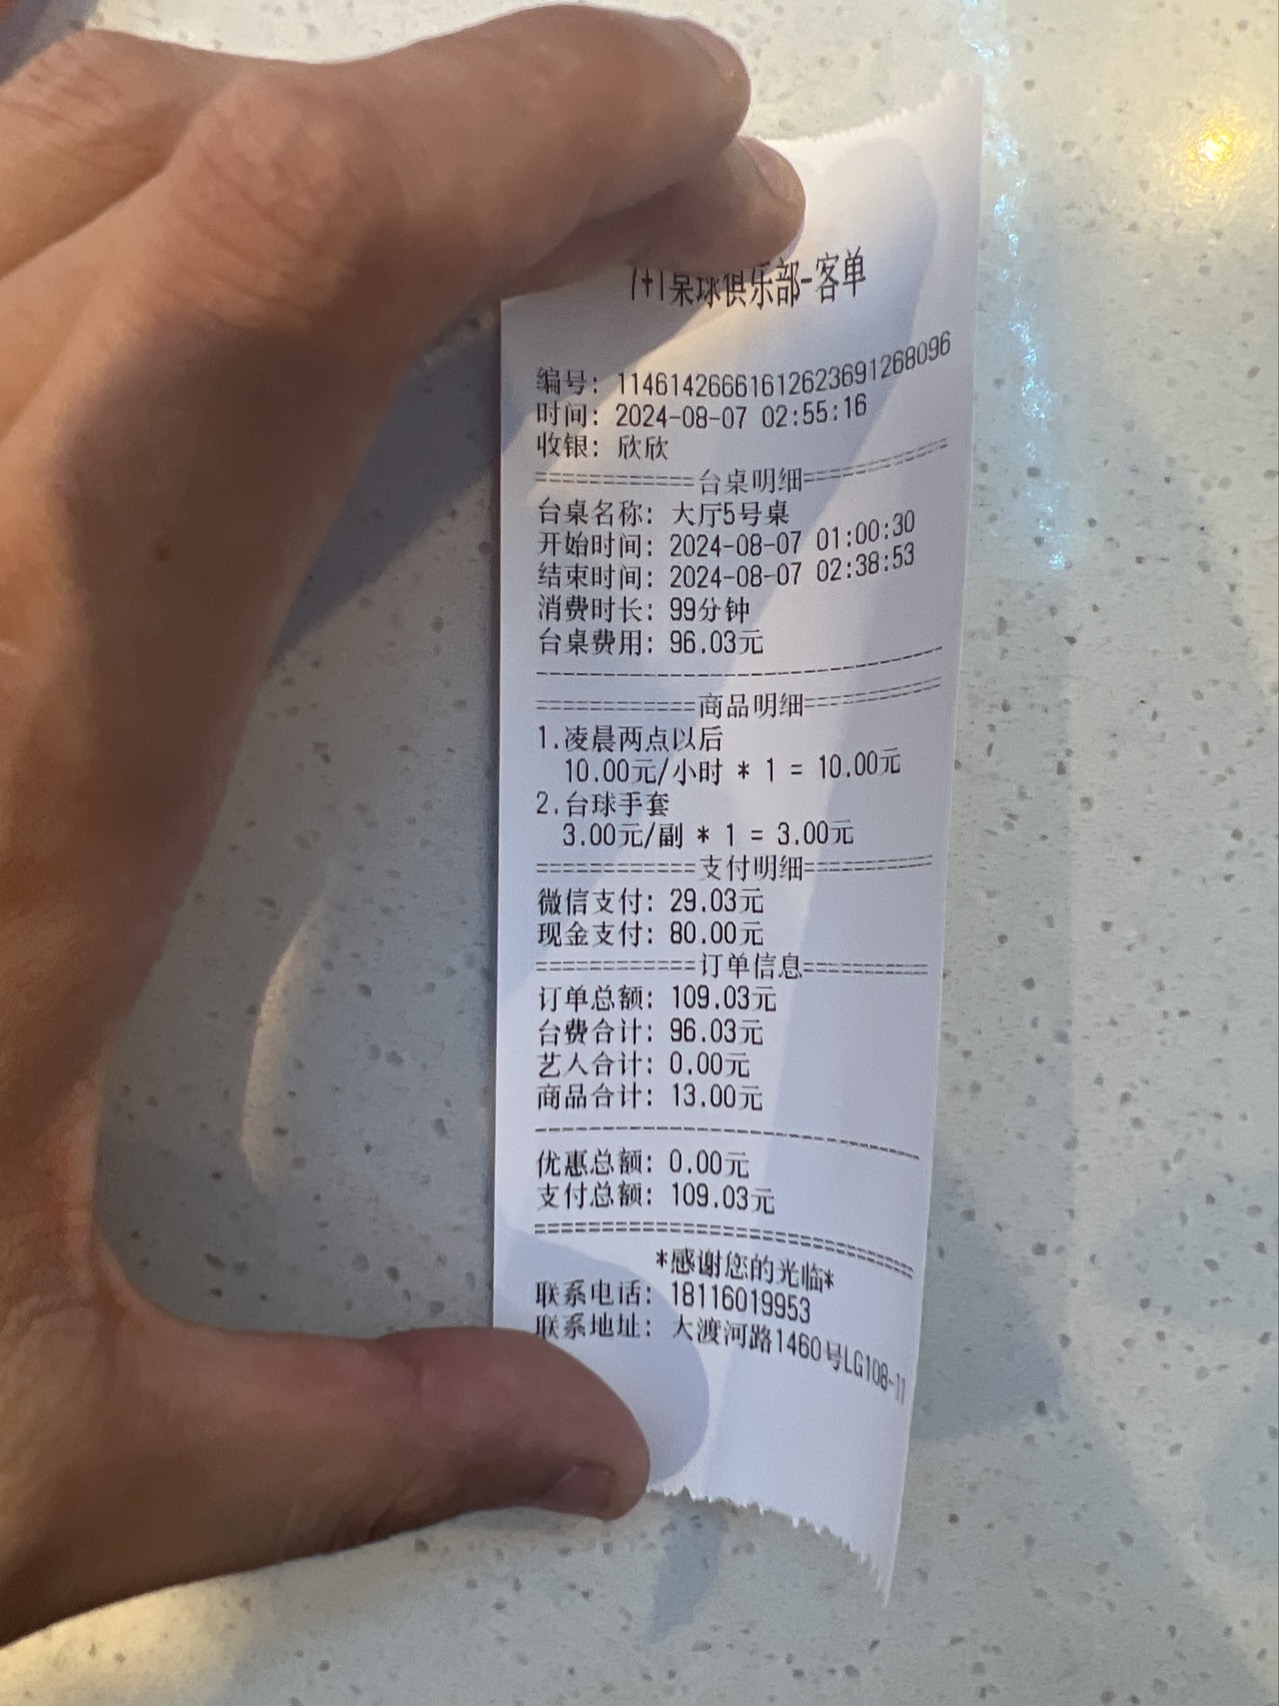 7+1桌球俱乐部-客单
编号: 1146142666161262369126​8096
时间: 2024-08-07 02:55:16
收银: 欣欣
============台桌明细===========
台桌名称: 大厅5号桌
开始时间: 2024-08-07 01:00:30
结束时间: 2024-08-07 02:38:53
消费时长: 99分钟
台桌费用: 96.03元
--------------------------------
============商品明细===========
1.凌晨两点以后
10.00元/小时 * 1 = 10.00元
2.台球手套
3.00元/副 * 1 = 3.00元
============支付明细===========
微信支付: 29.03元
现金支付: 80.00元
============订单信息===========
订单总额: 109.03元
台费合计: 96.03元
艺人合计: 0.00元
商品合计: 13.00元
--------------------------------
优惠总额: 0.00元
支付总额: 109.03元
================================
*感谢您的光临*
联系电话: 18116019953
联系地址: 大渡河路1460号LG108-11